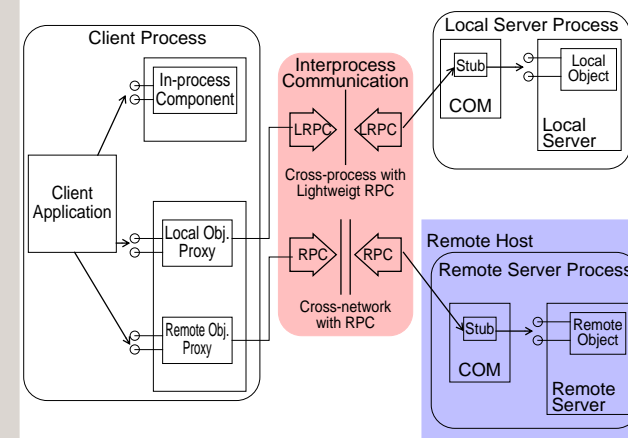 Client Process
In-process
Component
Client
Application
Local Obj.
Proxy
Remote Obj.
Proxy
Interprocess
Communication
LRPC
LRPC
Cross-process with
Lightweigt RPC
RPC
RPC
Cross-network
with RPC
Local Server Process
Stub
COM
Local
Object
Local
Server
Remote Host
Remote Server Process
Stub
COM
Remote
Object
Remote
Server